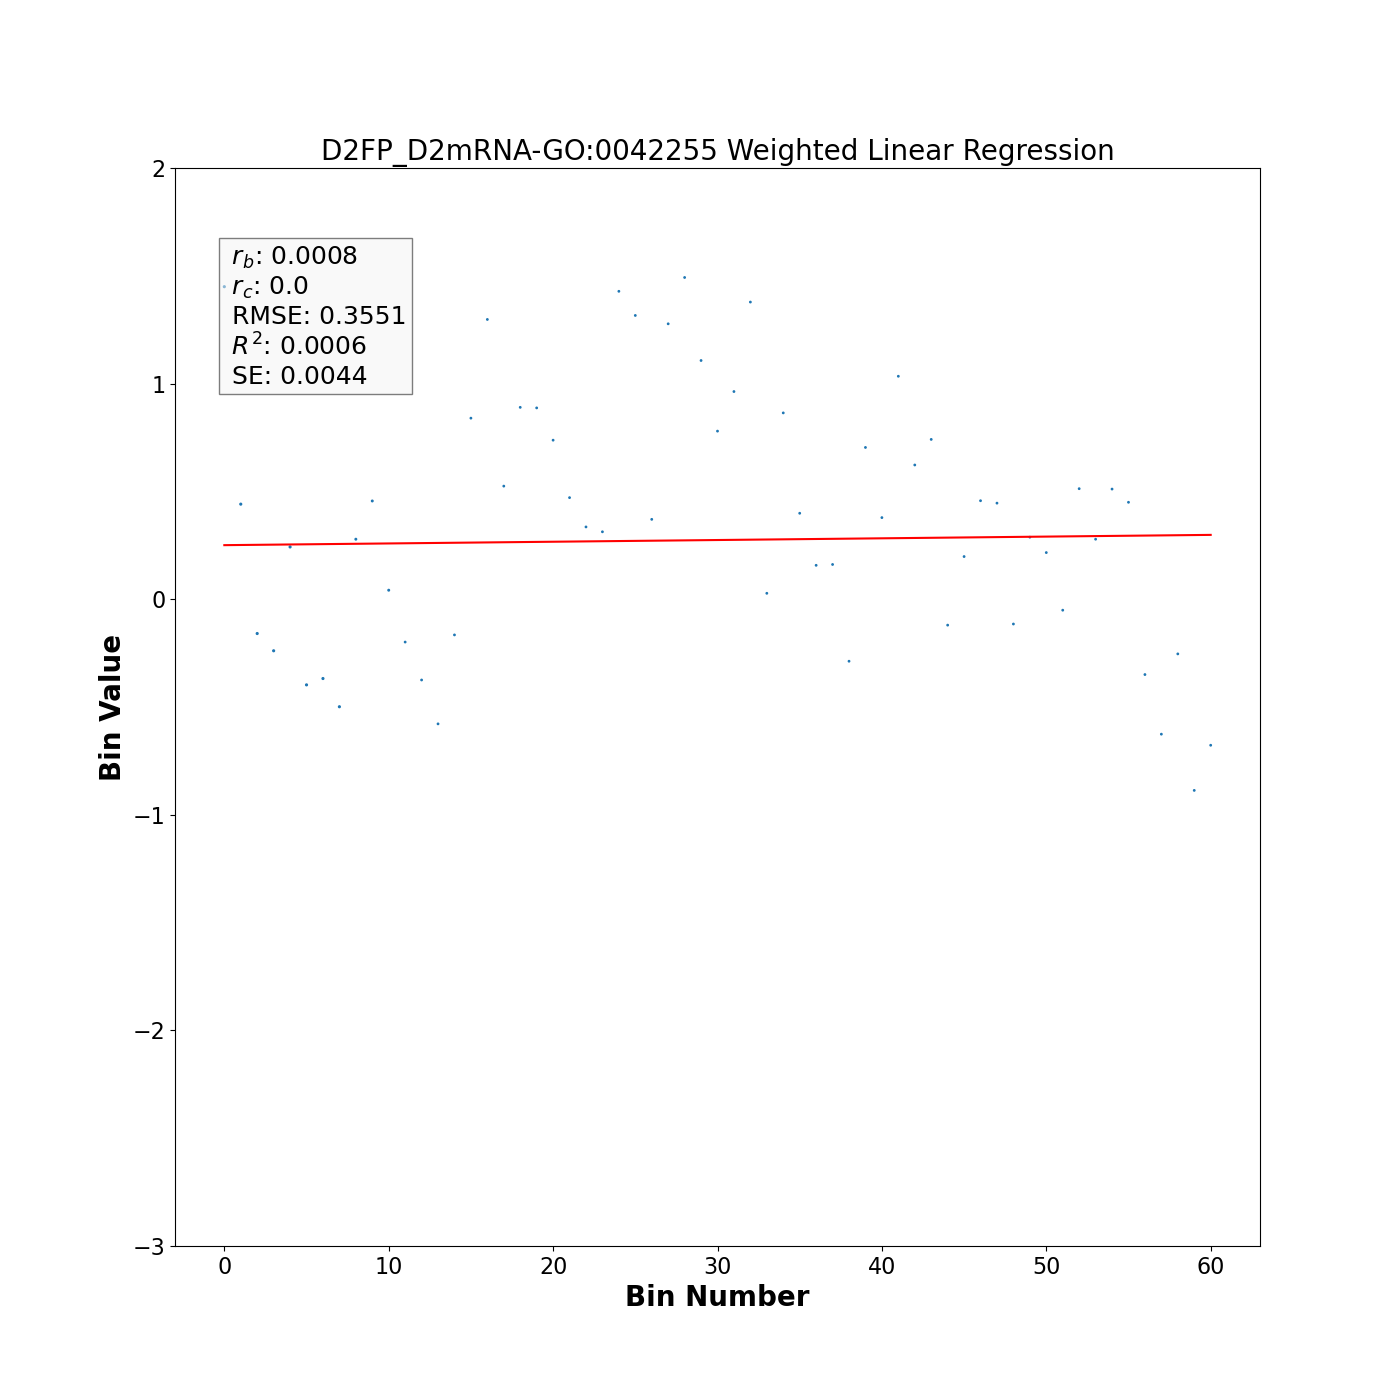 D2FP_D2mRNA-GO:0042255 Weighted Linear Regression
2
1
0
−1
−2
−3
Bin Value
r_b: 0.0008
r_c: 0.0
RMSE: 0.3551
R²: 0.0006
SE: 0.0044
0 10 20 30 40 50 60
Bin Number